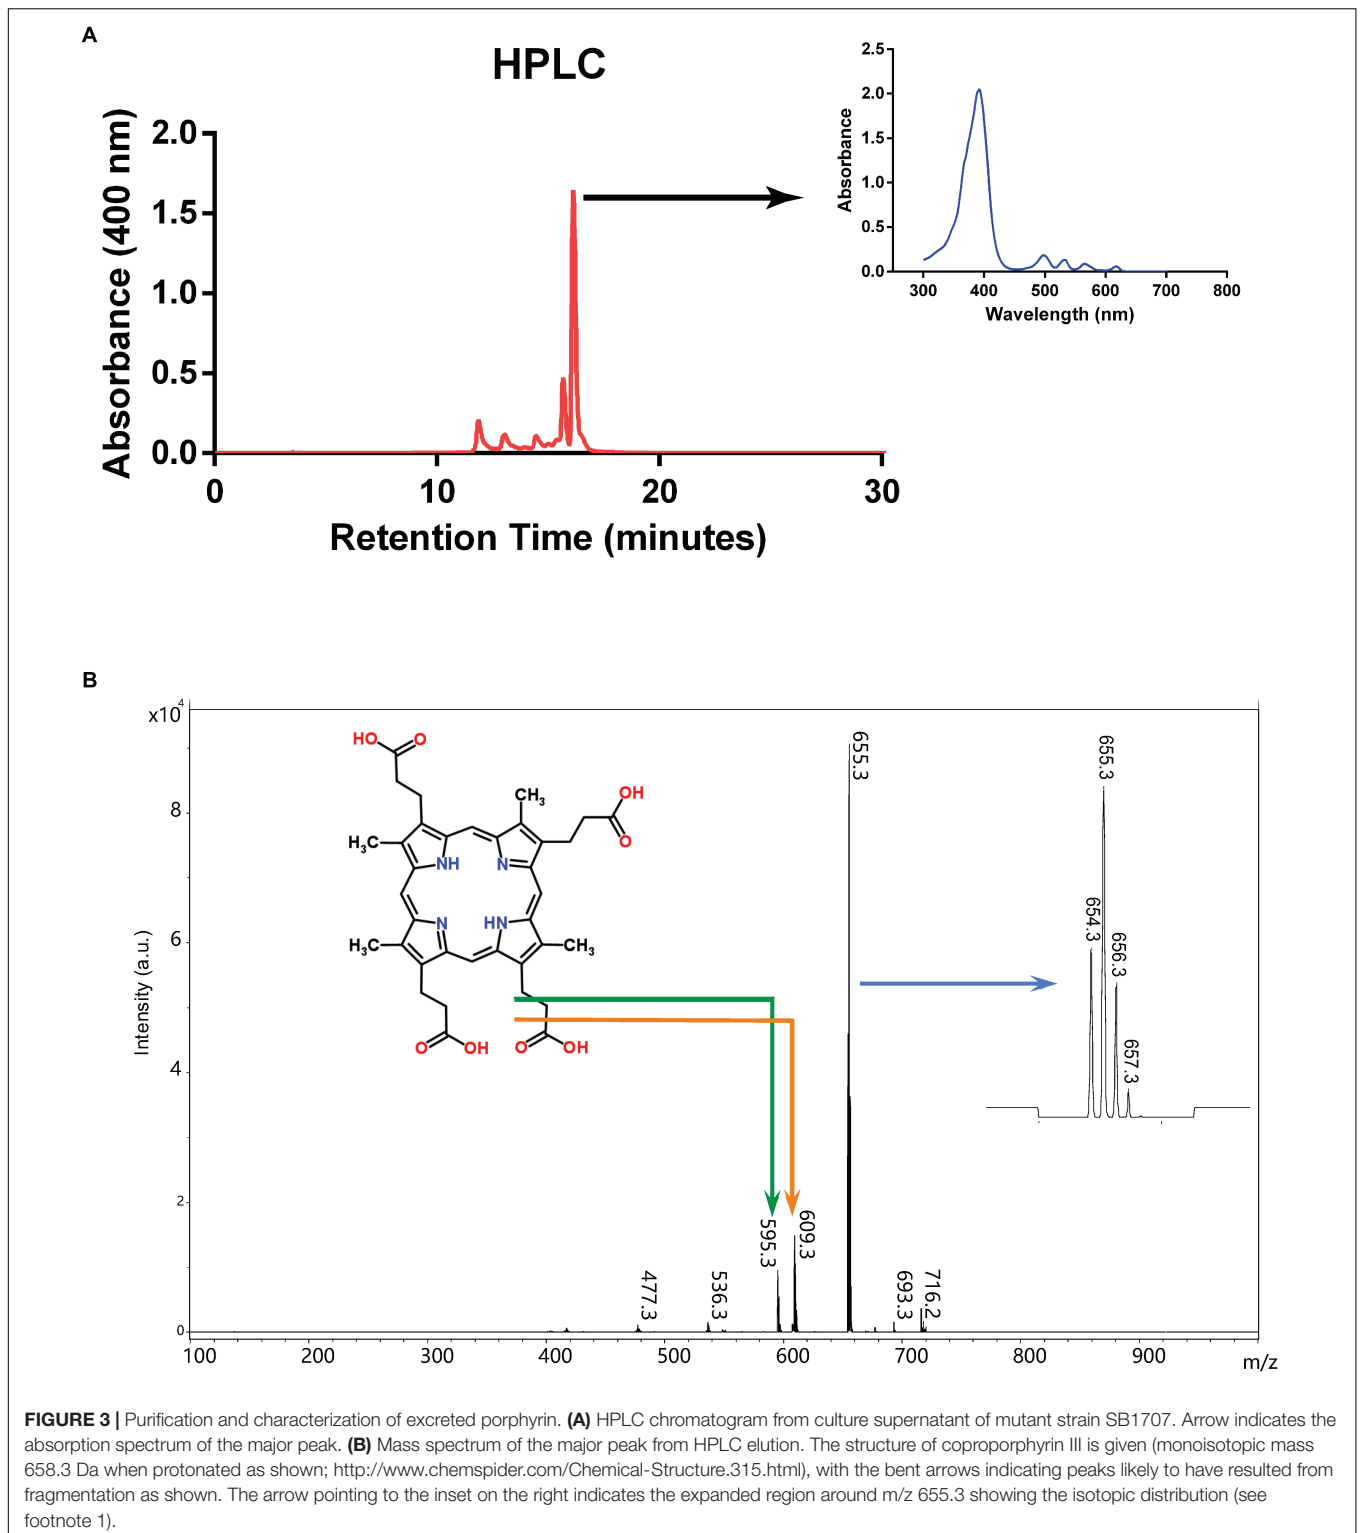 A
HPLC
Absorbance (400 nm)
2.0
1.5
1.0
0.5
0.0
0
10
20
30
Retention Time (minutes)
Absorbance
2.5
2.0
1.5
1.0
0.5
0.0
300
400
500
600
700
800
Wavelength (nm)
B
x10 4
8
6
4
2
0
Intensity (a.u.)
HO
O
CH3
OH
O
H3C
NH
N
N
HN
H3C
CH3
O
OH
O
OH
655.3
655.3
654.3
656.3
657.3
595.3
609.3
477.3
536.3
693.3
716.2
100
200
300
400
500
600
700
800
900
m/z
FIGURE 3 | Purification and characterization of excreted porphyrin. (A) HPLC chromatogram from culture supernatant of mutant strain SB1707. Arrow indicates the
absorption spectrum of the major peak. (B) Mass spectrum of the major peak from HPLC elution. The structure of coproporphyrin III is given (monoisotopic mass
658.3 Da when protonated as shown; http://www.chemspider.com/Chemical-Structure.315.html), with the bent arrows indicating peaks likely to have resulted from
fragmentation as shown. The arrow pointing to the inset on the right indicates the expanded region around m/z 655.3 showing the isotopic distribution (see
footnote 1).